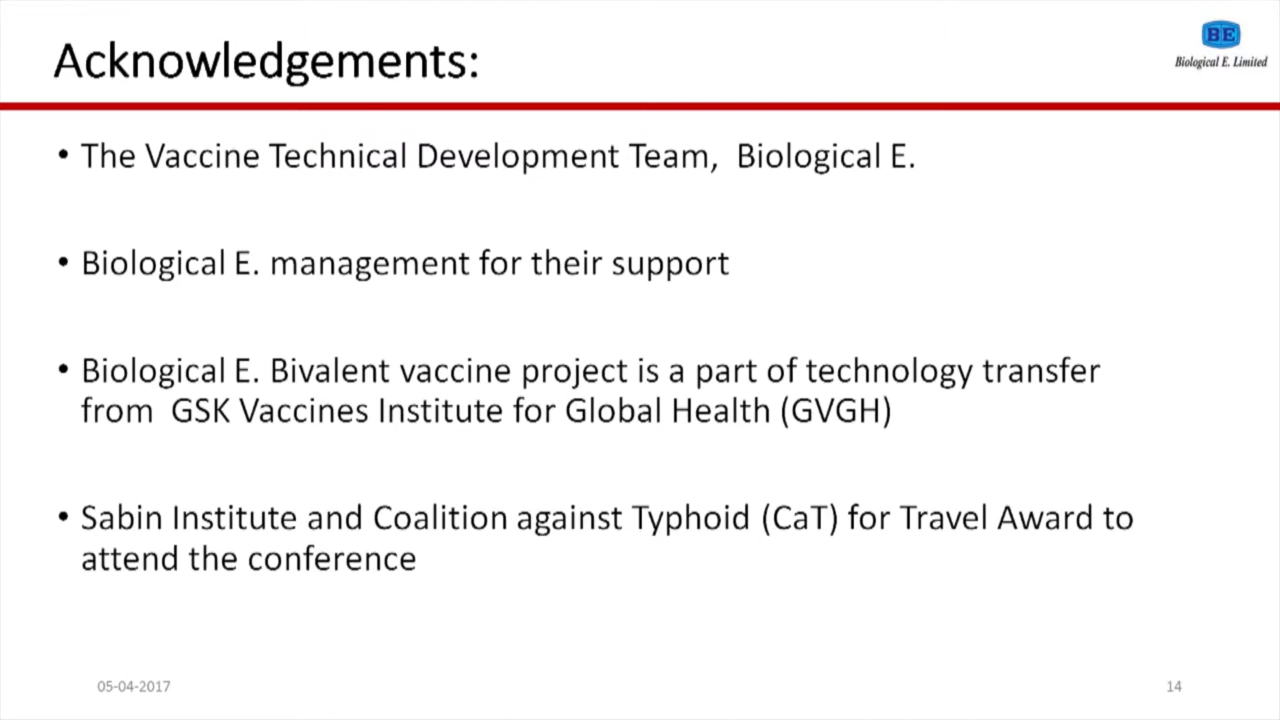 Acknowledgements:
BE
Biological E. Limited
• The Vaccine Technical Development Team, Biological E.
• Biological E. management for their support
• Biological E. Bivalent vaccine project is a part of technology transfer
from GSK Vaccines Institute for Global Health (GVGH)
• Sabin Institute and Coalition against Typhoid (CaT) for Travel Award to
attend the conference
05-04-2017
14